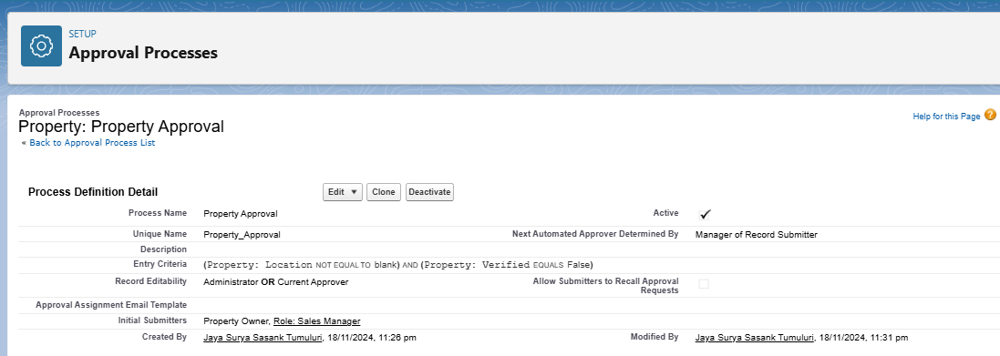 SETUP
Approval Processes
Approval Processes
Property: Property Approval
Help for this Page ?
« Back to Approval Process List
Process Definition Detail Edit ▼ Clone Deactivate
Process Name Property Approval Active ✓
Unique Name Property_Approval Next Automated Approver Determined By Manager of Record Submitter
Description
Entry Criteria (Property: Location NOT EQUAL TO blank) AND (Property: Verified EQUALS False)
Record Editability Administrator OR Current Approver Allow Submitters to Recall Approval
Requests
Approval Assignment Email Template
Initial Submitters Property Owner, Role: Sales Manager
Created By Jaya Surya Sasank Tumuluri, 18/11/2024, 11:26 pm Modified By Jaya Surya Sasank Tumuluri, 18/11/2024, 11:31 pm